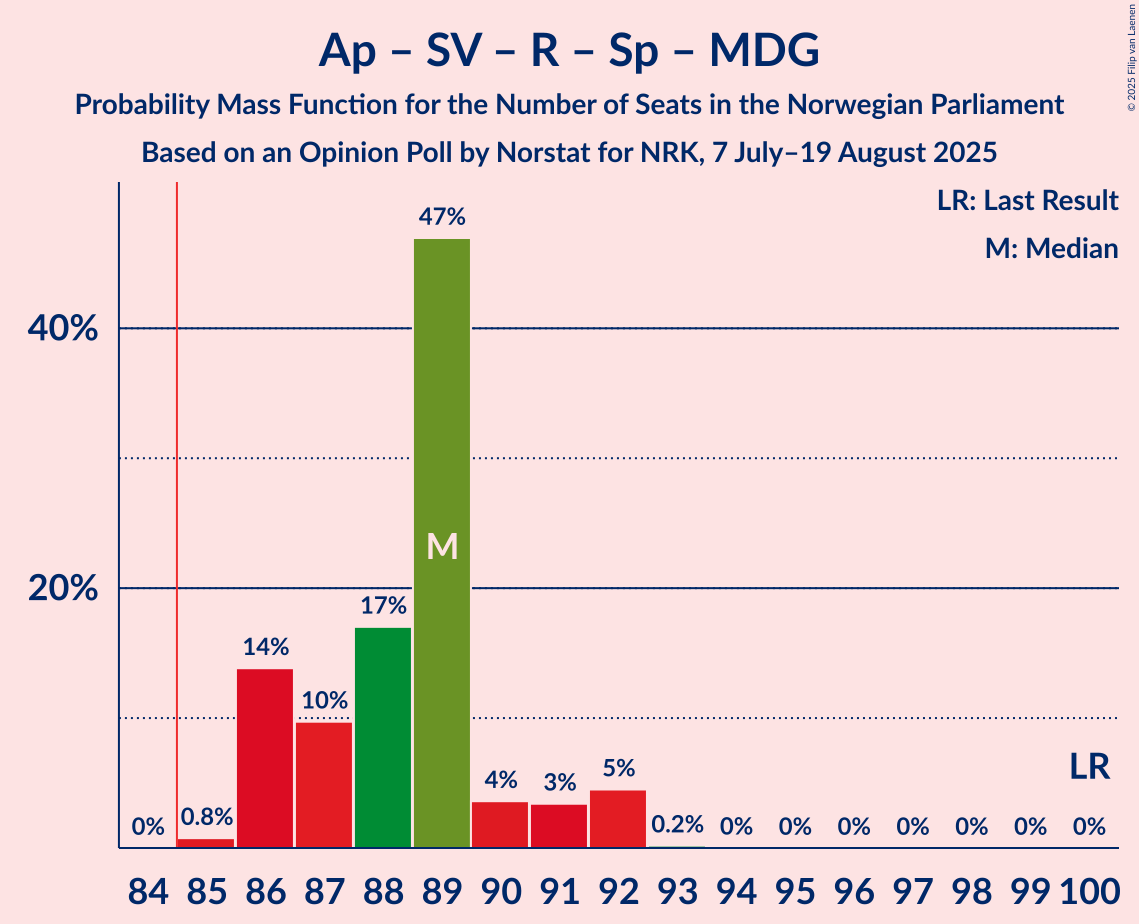 Ap – SV – R – Sp – MDG
Probability Mass Function for the Number of Seats in the Norwegian Parliament
Based on an Opinion Poll by Norstat for NRK, 7 July–19 August 2025
© 2025 Filip van Laenen
LR: Last Result
M: Median
47%
40%
M
20%
17%
14%
10%
LR
5%
4%
3%
0%
0.8%
0.2%
0%
0%
0%
0%
0%
0%
0%
84 85 86 87 88 89 90 91 92 93 94 95 96 97 98 99 100